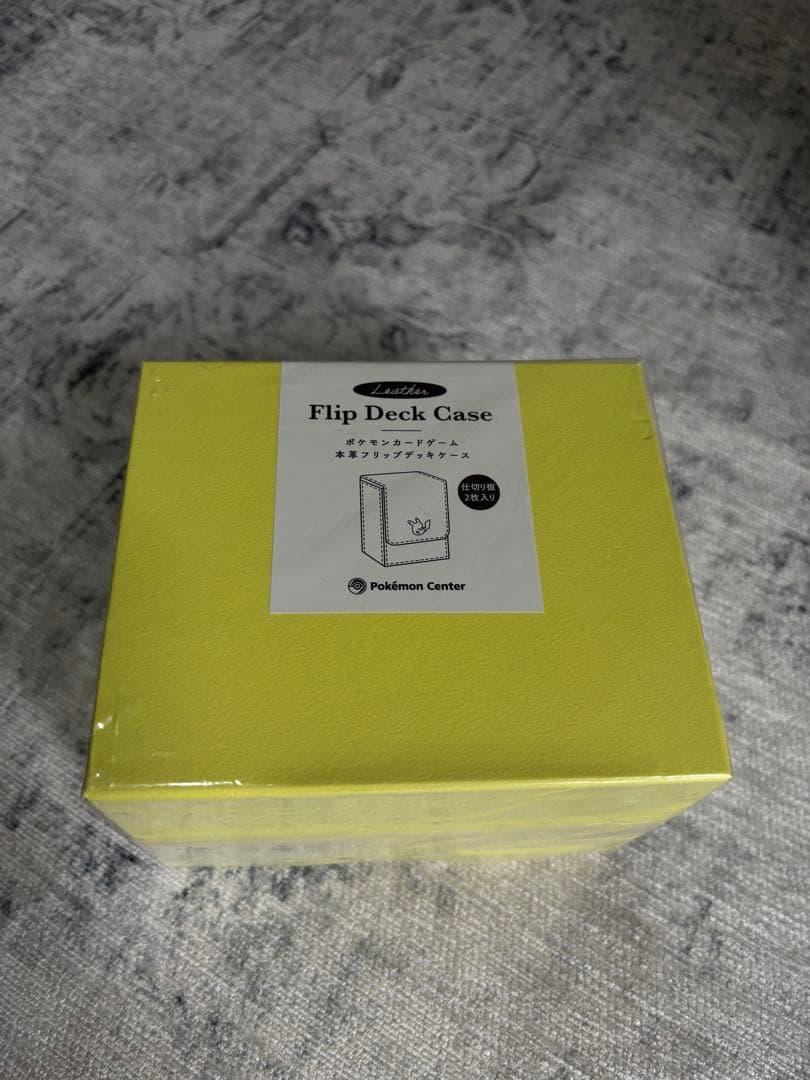 Leather
Flip Deck Case
ポケモンカードゲーム
本革フリップデッキケース
仕切り板
2枚入り
Pokémon Center